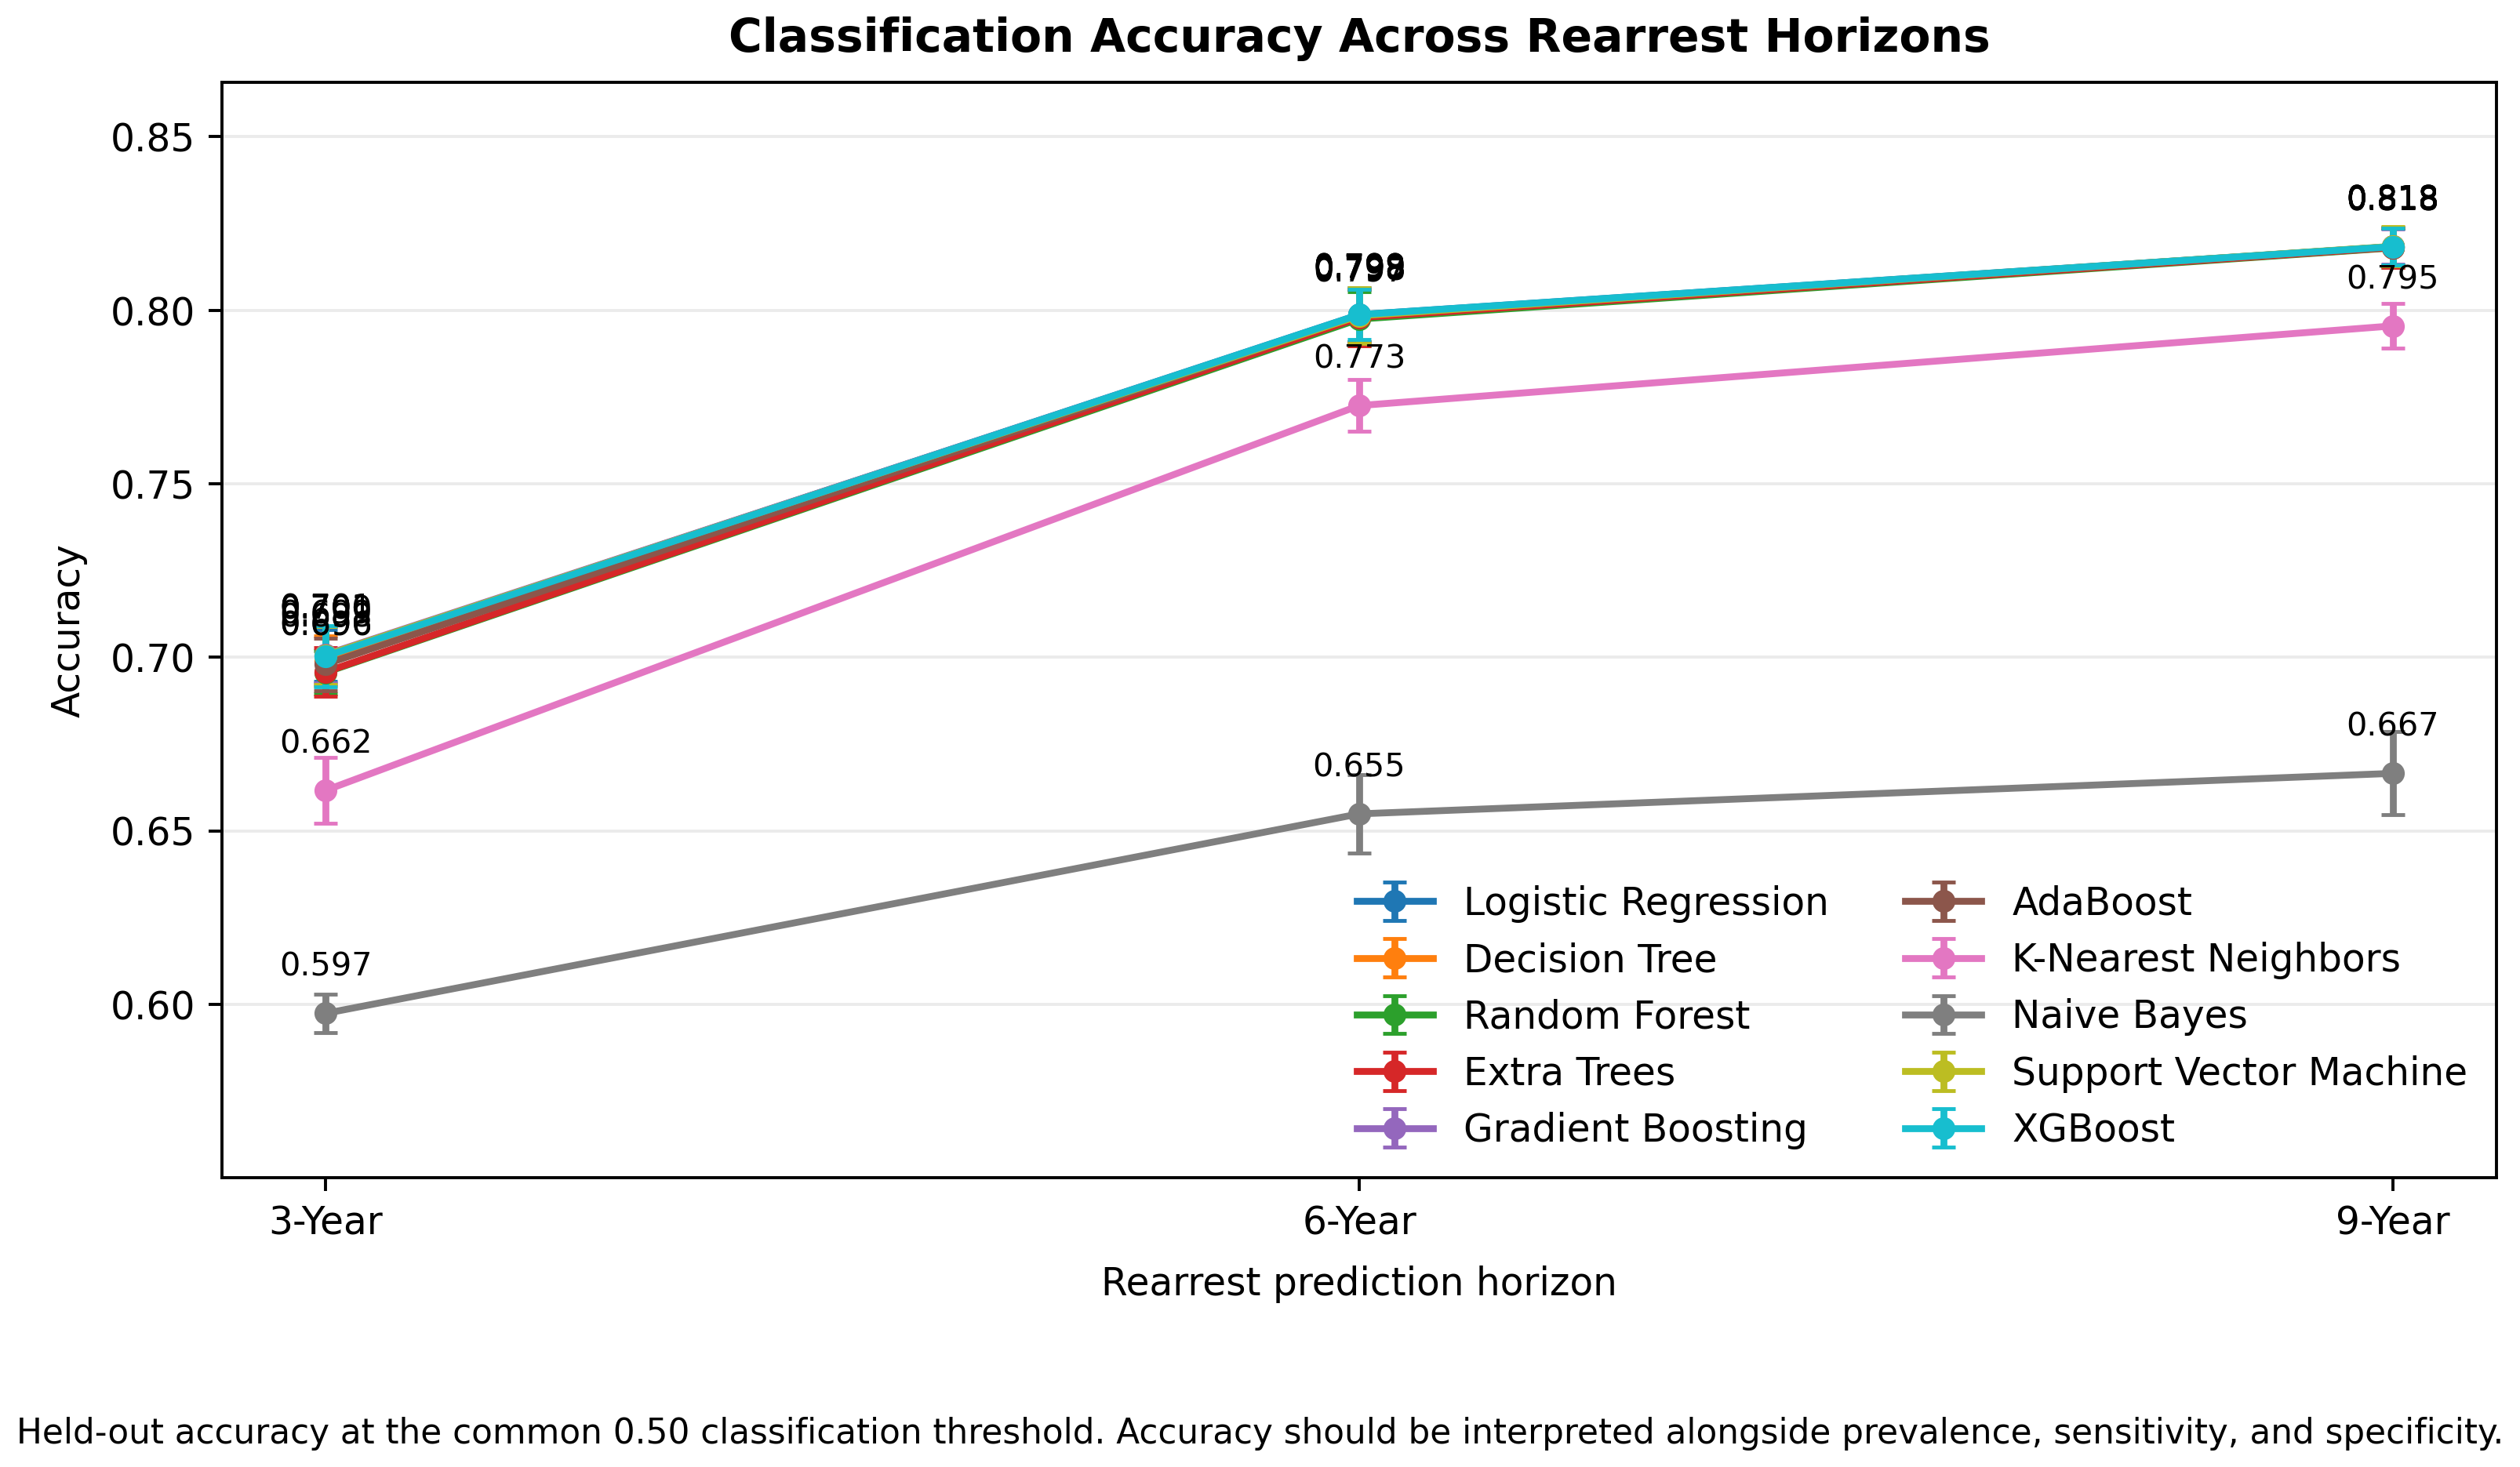 Classification Accuracy Across Rearrest Horizons
0.85
0.80
0.75
0.70
0.65
0.60
Accuracy
0.818
0.795
0.773
0.662
0.667
0.655
0.597
Logistic Regression
Decision Tree
Random Forest
Extra Trees
Gradient Boosting
AdaBoost
K-Nearest Neighbors
Naive Bayes
Support Vector Machine
XGBoost
3-Year
6-Year
9-Year
Rearrest prediction horizon
Held-out accuracy at the common 0.50 classification threshold. Accuracy should be interpreted alongside prevalence, sensitivity, and specificity.